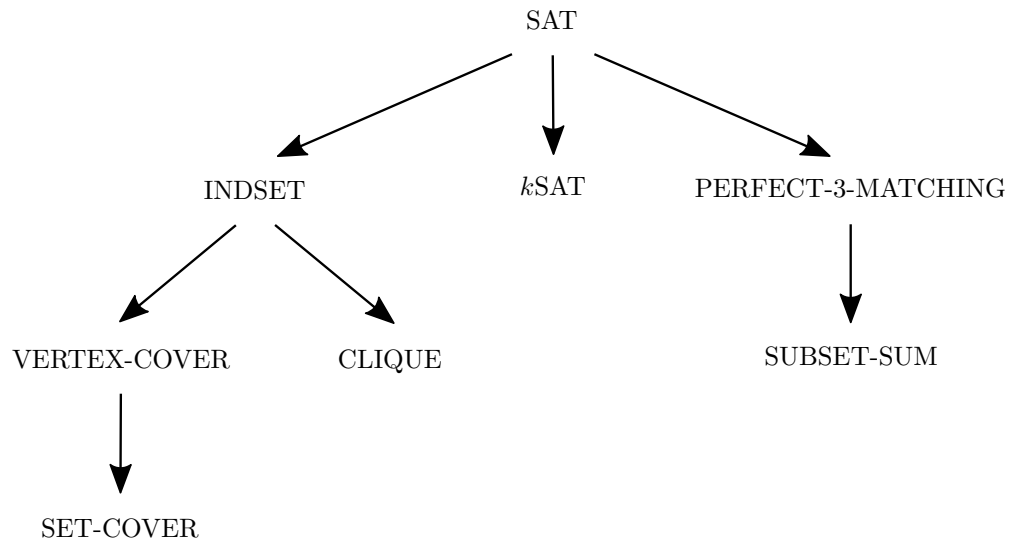 SAT
INDSET
kSAT
PERFECT-3-MATCHING
VERTEX-COVER
CLIQUE
SUBSET-SUM
SET-COVER